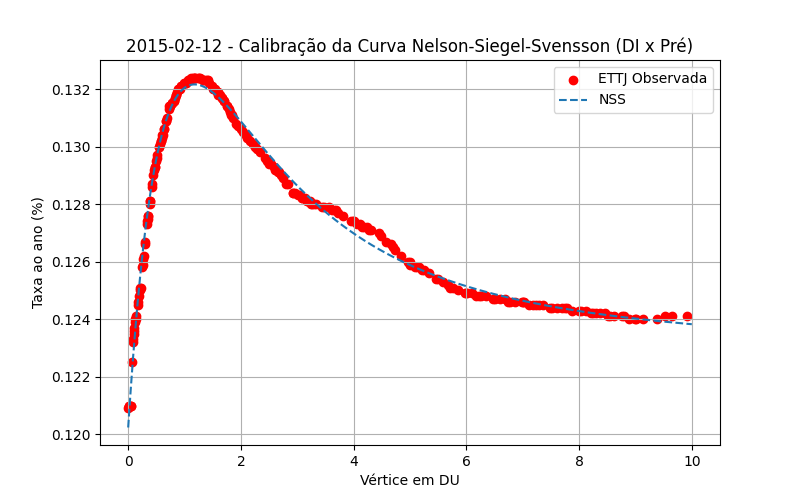 2015-02-12 - Calibração da Curva Nelson-Siegel-Svensson (DI x Pré)
ETTJ Observada
NSS
Taxa ao ano (%)
0.132
0.130
0.128
0.126
0.124
0.122
0.120
0 2 4 6 8 10
Vértice em DU